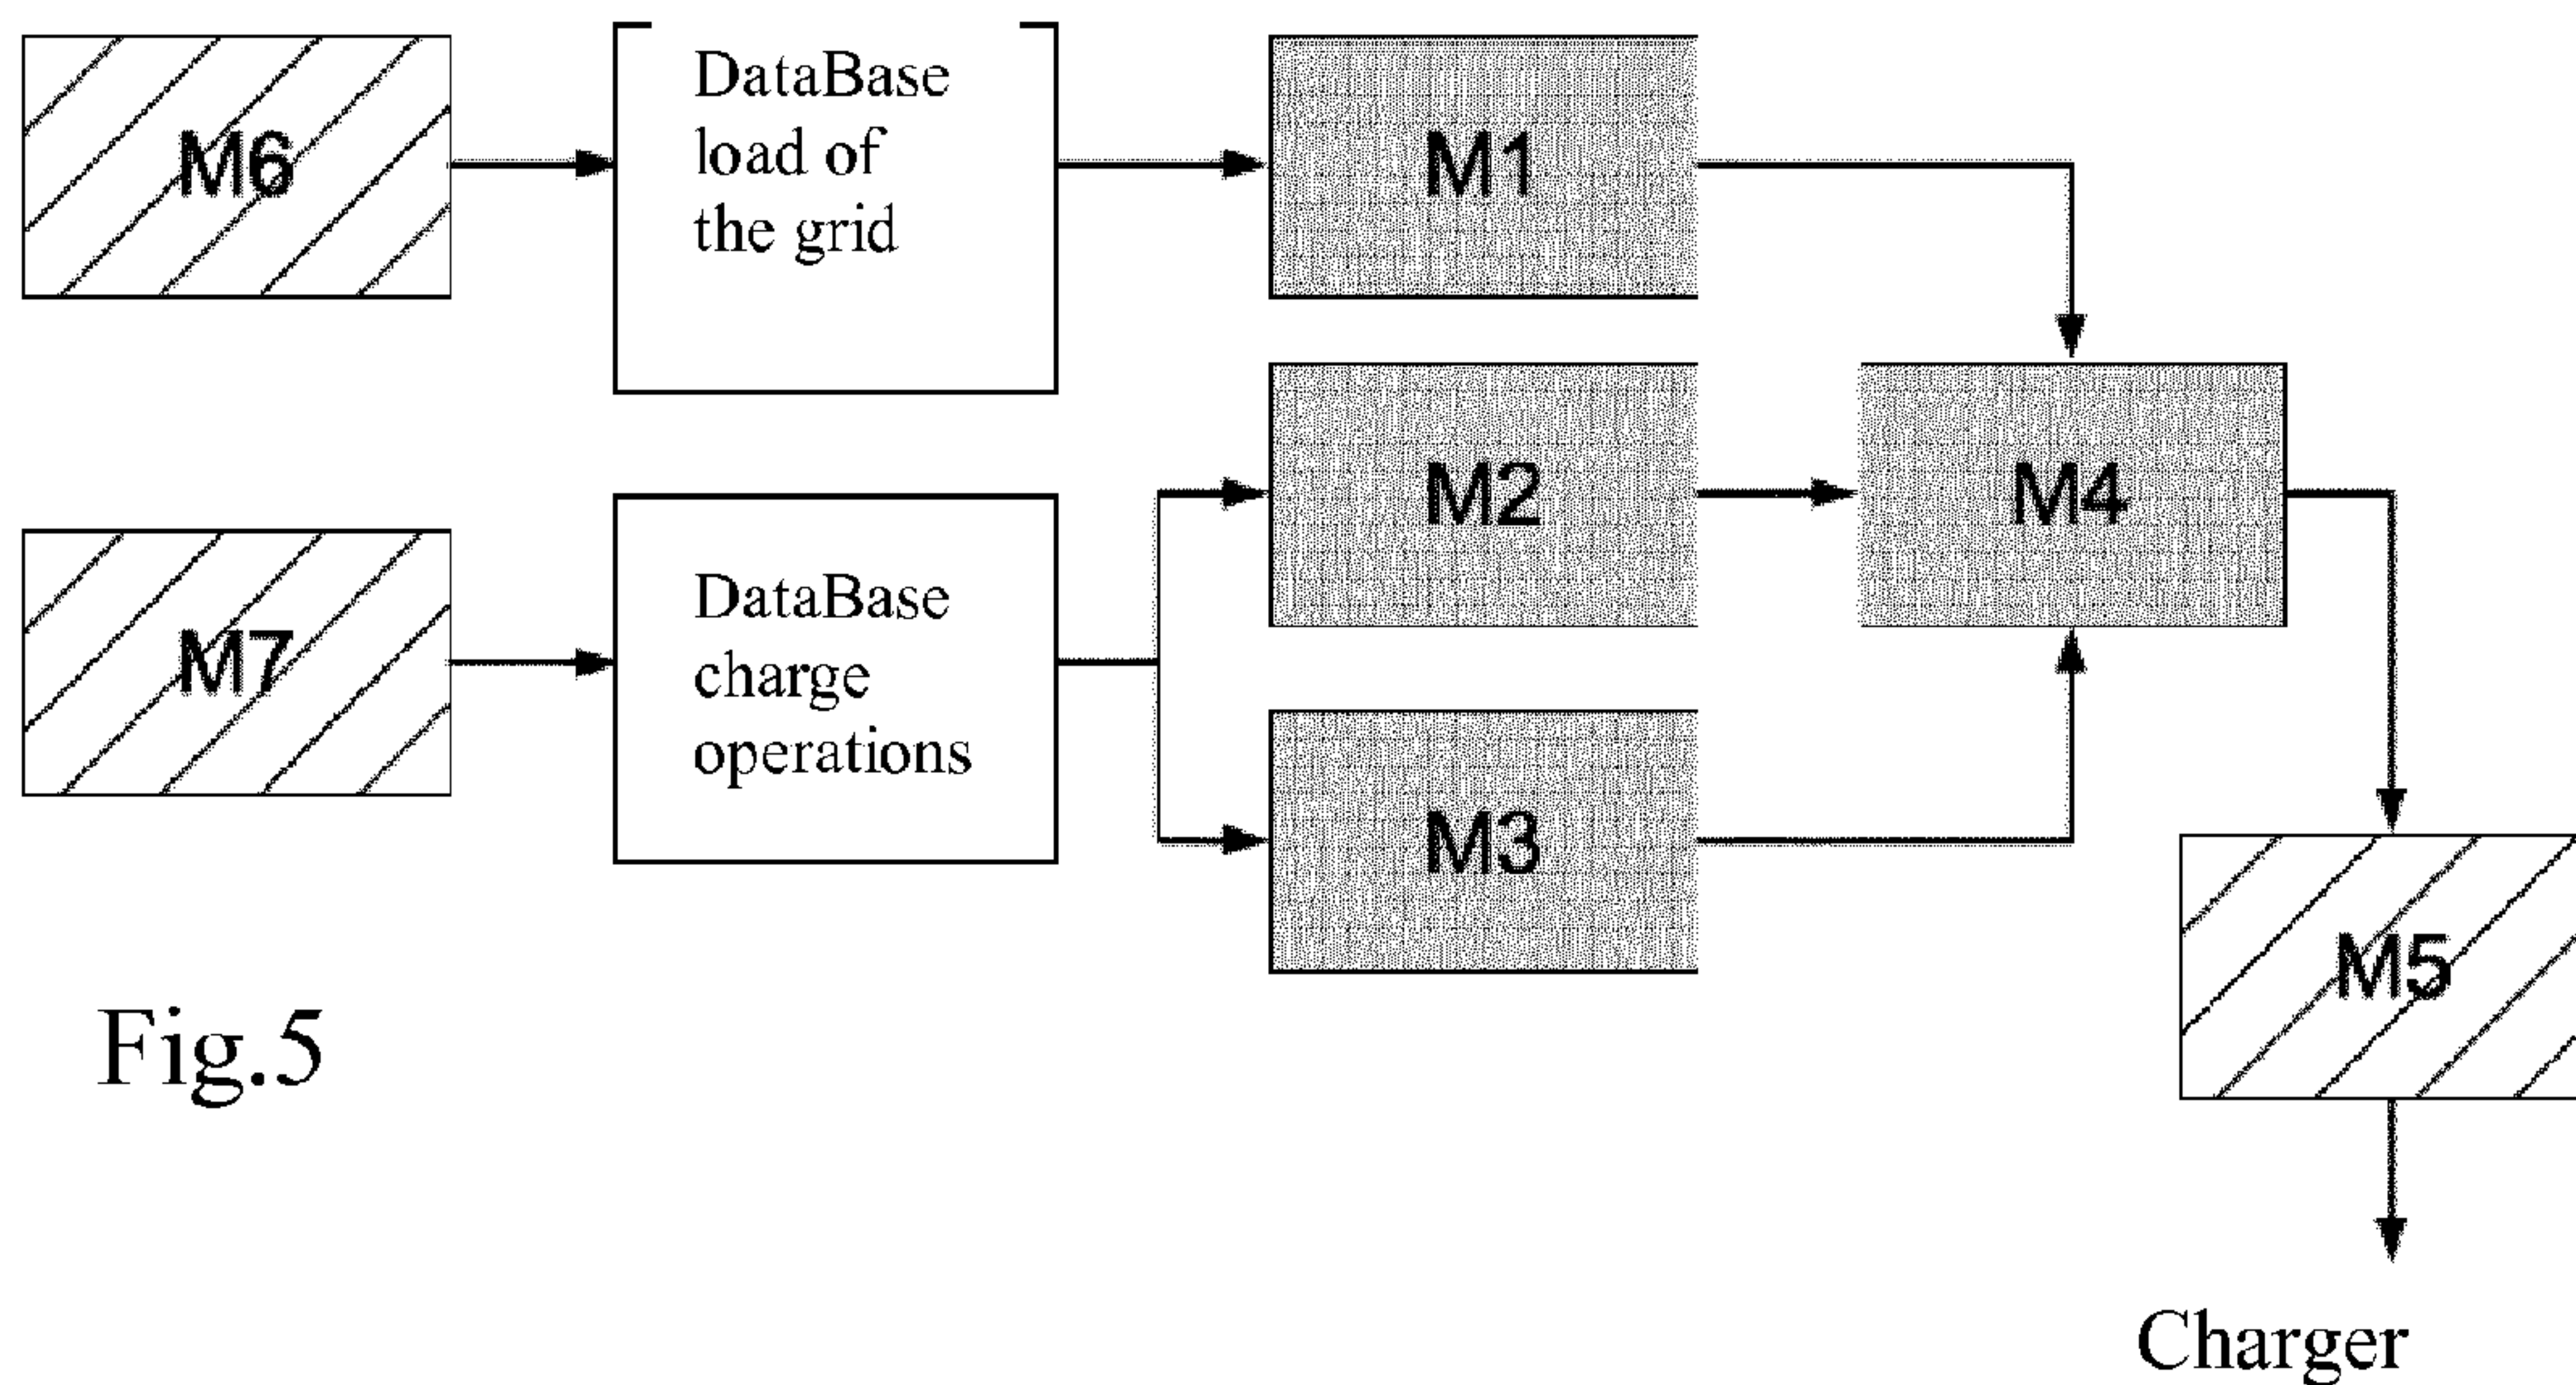 M6
DataBase
load of
the grid
M1
M2
M4
M7
DataBase
charge
operations
M3
M5
Fig.5
Charger